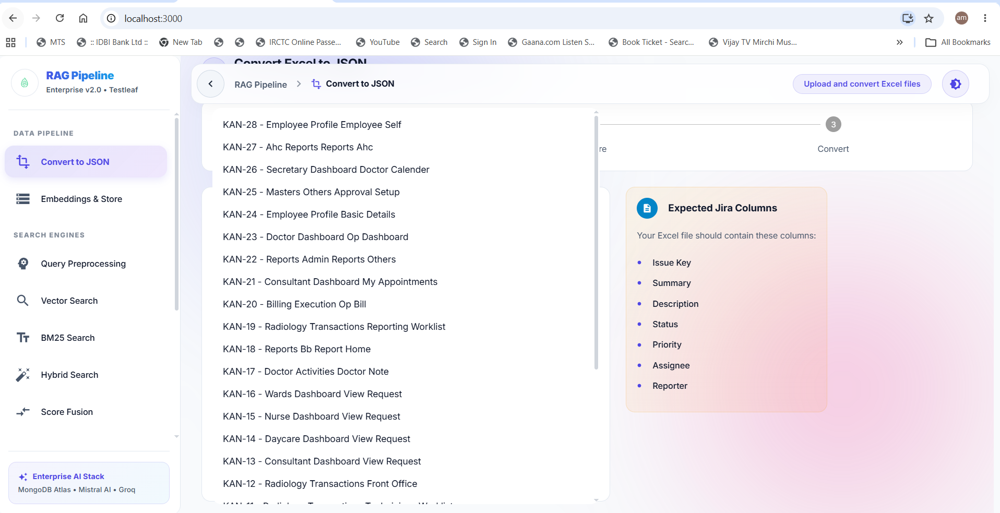 localhost:3000
am
MTS
:: IDBI Bank Ltd ::
New Tab
IRCTC Online Passe...
YouTube
Search
Sign In
Gaana.com Listen S...
Book Ticket - Searc...
Vijay TV Mirchi Mus...
All Bookmarks
RAG Pipeline
Enterprise v2.0 • Testleaf
DATA PIPELINE
Convert to JSON
Embeddings & Store
SEARCH ENGINES
Query Preprocessing
Vector Search
BM25 Search
Hybrid Search
Score Fusion
Enterprise AI Stack
MongoDB Atlas • Mistral AI • Groq
Convert Excel to JSON
RAG Pipeline
Convert to JSON
Upload and convert Excel files
3
re
Convert
KAN-28 - Employee Profile Employee Self
KAN-27 - Ahc Reports Reports Ahc
KAN-26 - Secretary Dashboard Doctor Calender
KAN-25 - Masters Others Approval Setup
KAN-24 - Employee Profile Basic Details
KAN-23 - Doctor Dashboard Op Dashboard
KAN-22 - Reports Admin Reports Others
KAN-21 - Consultant Dashboard My Appointments
KAN-20 - Billing Execution Op Bill
KAN-19 - Radiology Transactions Reporting Worklist
KAN-18 - Reports Bb Report Home
KAN-17 - Doctor Activities Doctor Note
KAN-16 - Wards Dashboard View Request
KAN-15 - Nurse Dashboard View Request
KAN-14 - Daycare Dashboard View Request
KAN-13 - Consultant Dashboard View Request
KAN-12 - Radiology Transactions Front Office
Expected Jira Columns
Your Excel file should contain these columns:
• Issue Key
• Summary
• Description
• Status
• Priority
• Assignee
• Reporter